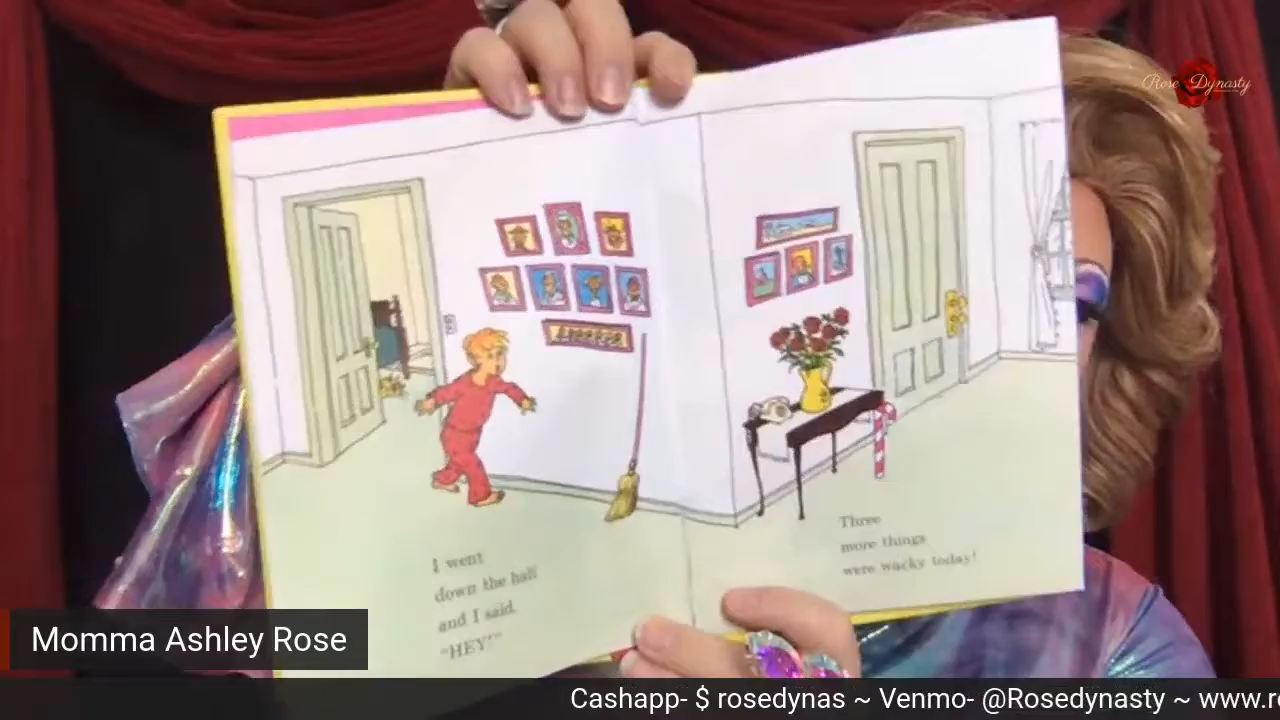 Rose Dynasty
I went
down the hall
and I said,
"HEY!"
Three
more things
were wacky today!
Momma Ashley Rose
Cashapp- $ rosedynas ~ Venmo- @Rosedynasty ~ www.r